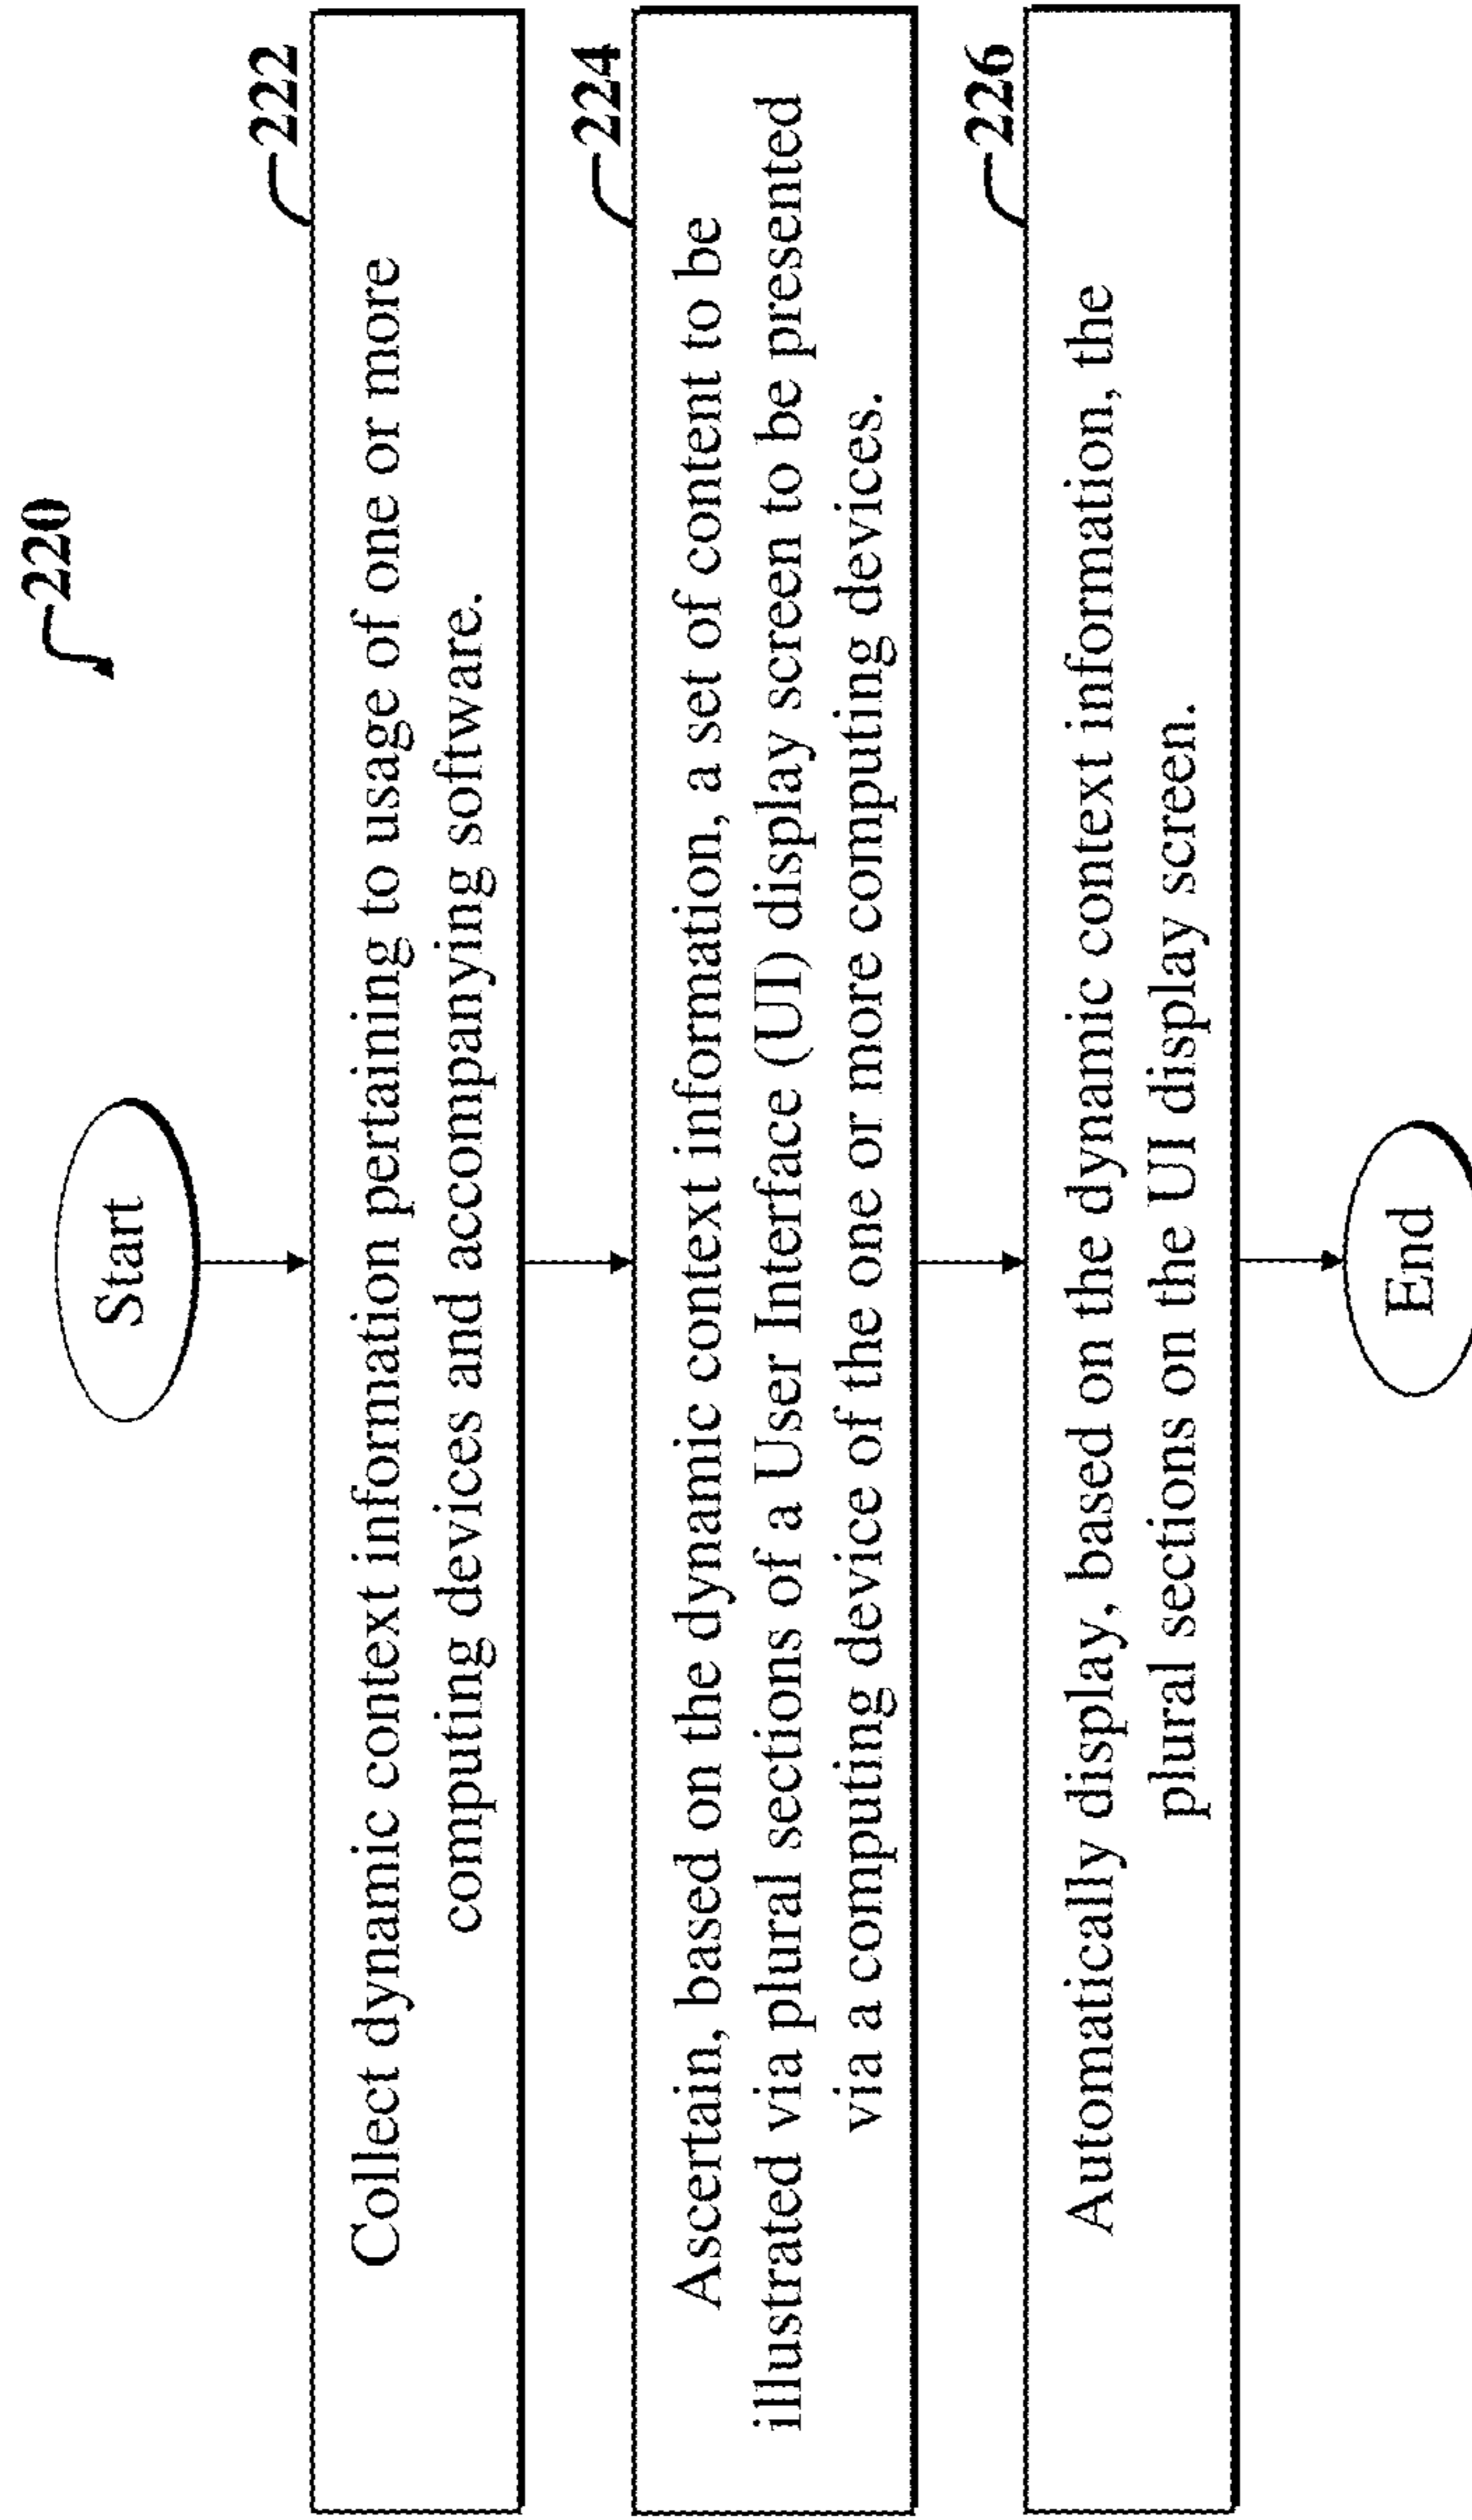 220
Start
222
Collect dynamic context information pertaining to usage of one or more
computing devices and accompanying software.
224
Ascertain, based on the dynamic context information, a set of content to be
illustrated via plural sections of a User Interface (UI) display screen to be presented
via a computing device of the one or more computing devices.
226
Automatically display, based on the dynamic context information, the
plural sections on the UI display screen.
End